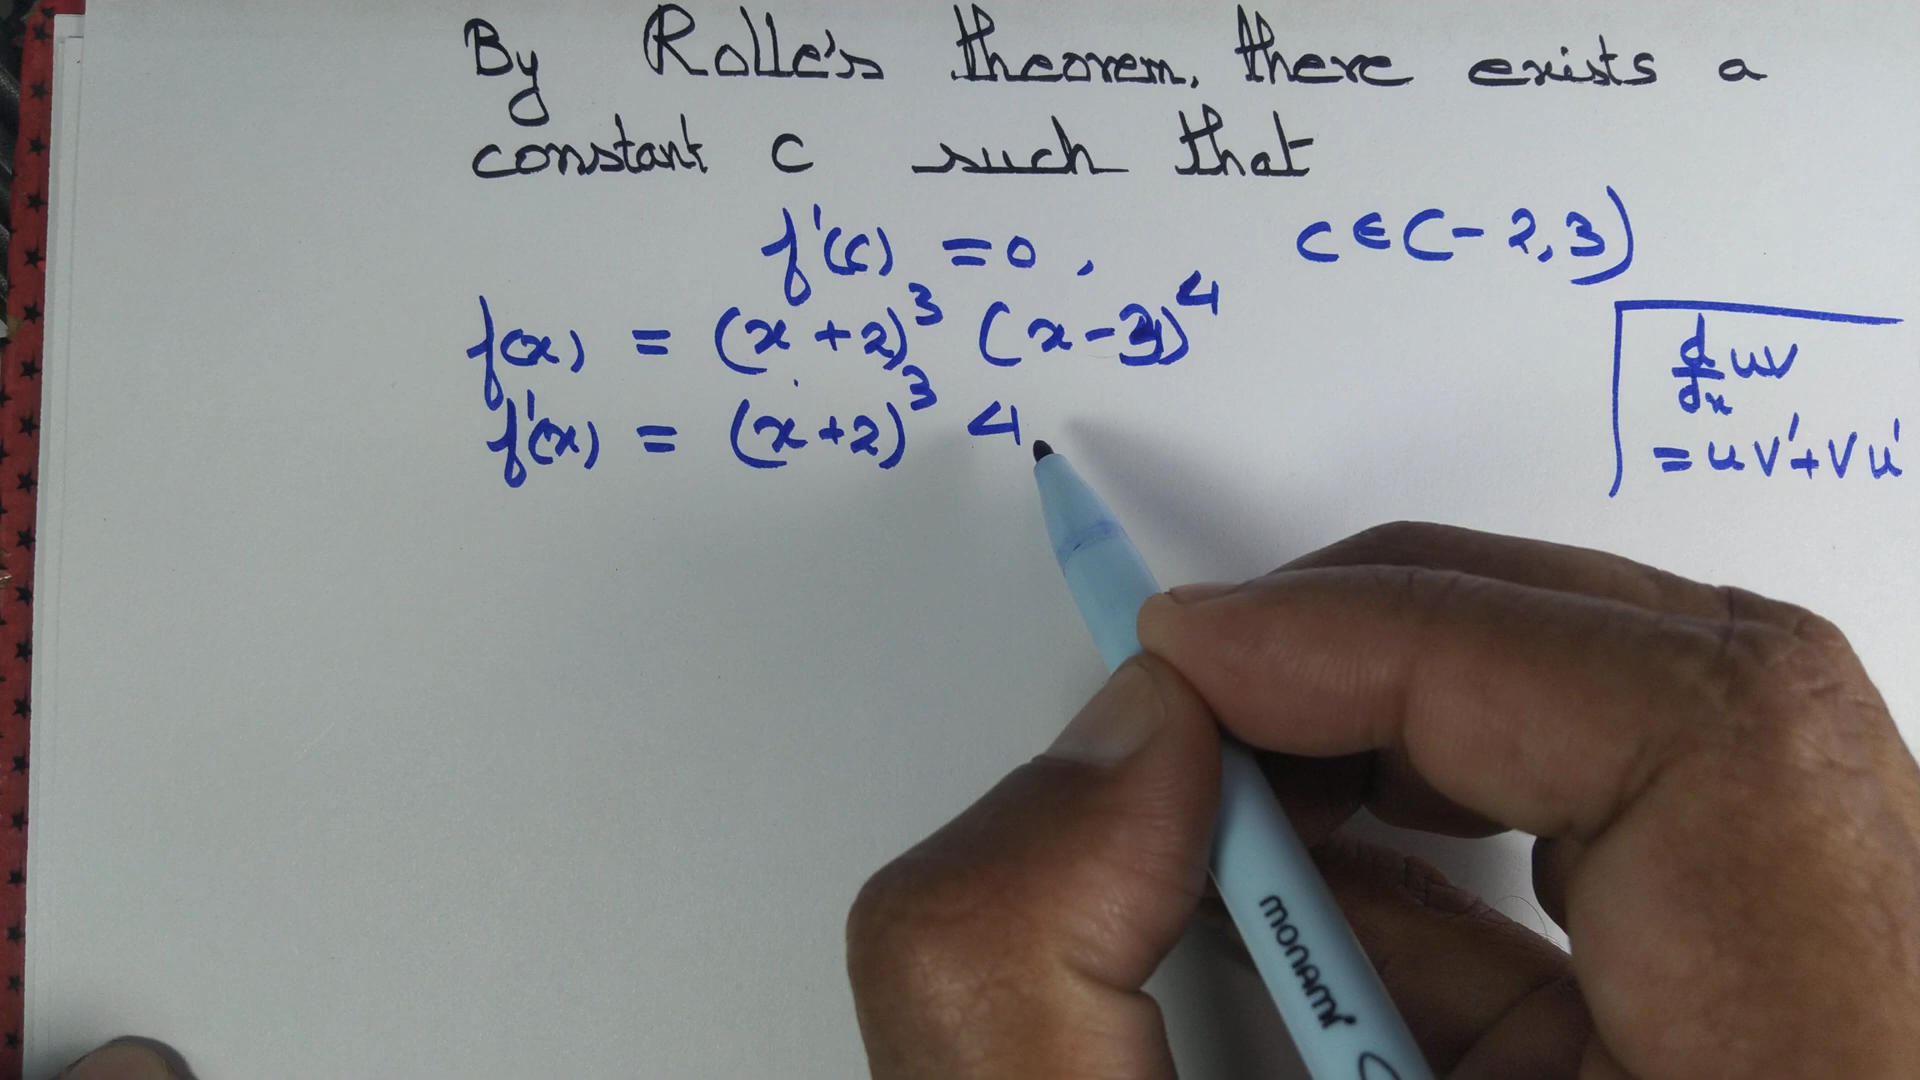 By Rolle's theorem, there exists a
constant c such that
f'(c) = 0, c ∈ (-2, 3)
f(x) = (x+2)³ (x-3)⁴
f'(x) = (x+2)³ 4
d/dx uv
= uv' + vu'
monami